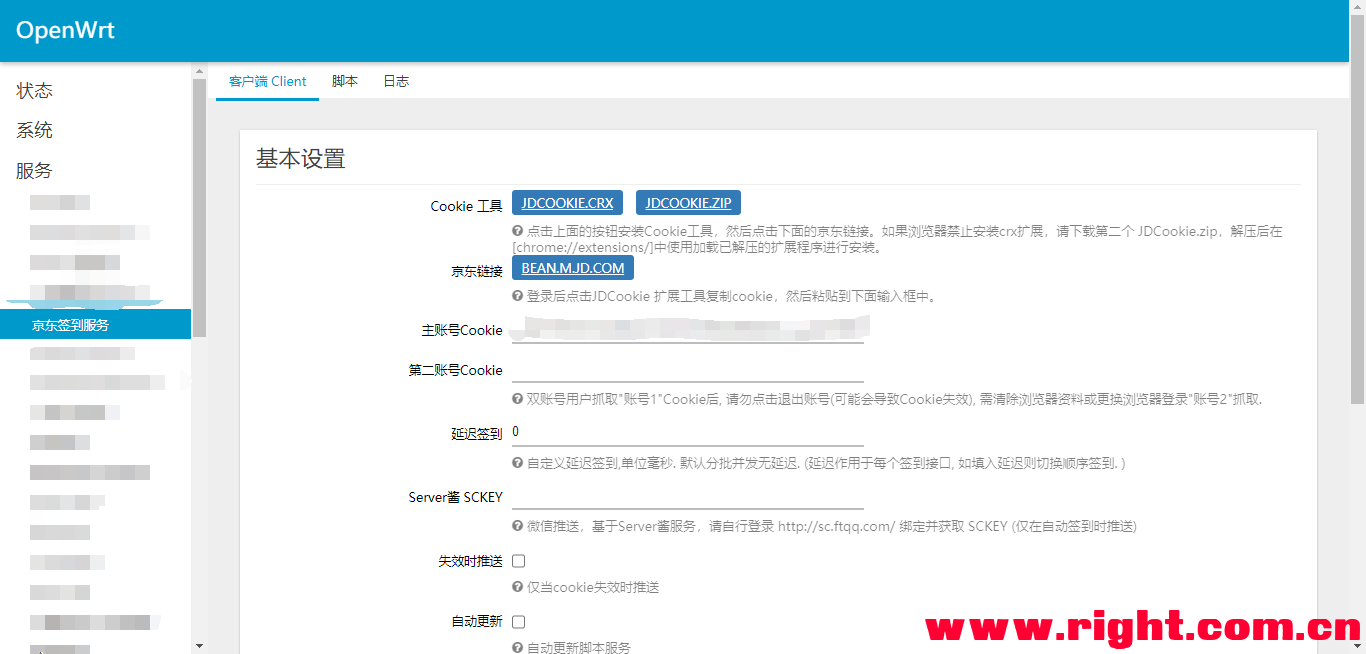 OpenWrt
状态
系统
服务
京东签到服务
客户端 Client 脚本 日志
基本设置
Cookie 工具 JDCOOKIE.CRX JDCOOKIE.ZIP
点击上面的按钮安装Cookie工具，然后点击下面的京东链接。如果浏览器禁止安装crx扩展，请下载第二个 JDCookie.zip，解压后在
[chrome://extensions/]中使用加载已解压的扩展程序进行安装。
京东链接 BEAN.MJD.COM
登录后点击JDCookie 扩展工具复制cookie，然后粘贴到下面输入框中。
主账号Cookie
第二账号Cookie
双账号用户抓取"账号1"Cookie后, 请勿点击退出账号(可能会导致Cookie失效), 需清除浏览器资料或更换浏览器登录"账号2"抓取.
延迟签到 0
自定义延迟签到,单位毫秒. 默认分批并发无延迟. (延迟作用于每个签到接口, 如填入延迟则切换顺序签到. )
Server酱 SCKEY
微信推送，基于Server酱服务，请自行登录 http://sc.ftqq.com/ 绑定并获取 SCKEY (仅在自动签到时推送)
失效时推送
仅当cookie失效时推送
自动更新
自动更新脚本服务
www.right.com.cn